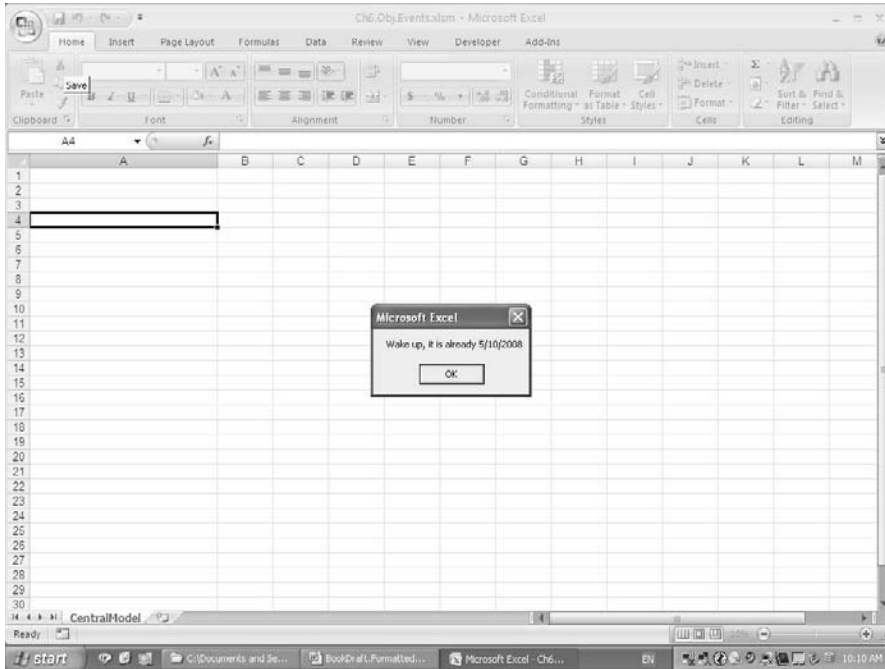 Ch6.Obj.Events.xlsm - Microsoft Excel
Home Insert Page Layout Formulas Data Review View Developer Add-Ins
Paste
Save
B I U
A A
A
$ % ,
Conditional Formatting
Format as Table
Cell Styles
Insert
Delete
Format
Σ
Sort & Filter
Find & Select
Clipboard Font Alignment Number Styles Cells Editing
A4 fx
A B C D E F G H I J K L M
1
2
3
4
5
6
7
8
9
10
11
12
13
14
15
16
17
18
19
20
21
22
23
24
25
26
27
28
29
30
Microsoft Excel
Wake up, it is already 5/10/2008
OK
CentralModel
Ready
start C:\Documents and Se... BookDraft.Formatted... Microsoft Excel - Ch6... EN 10:10 AM